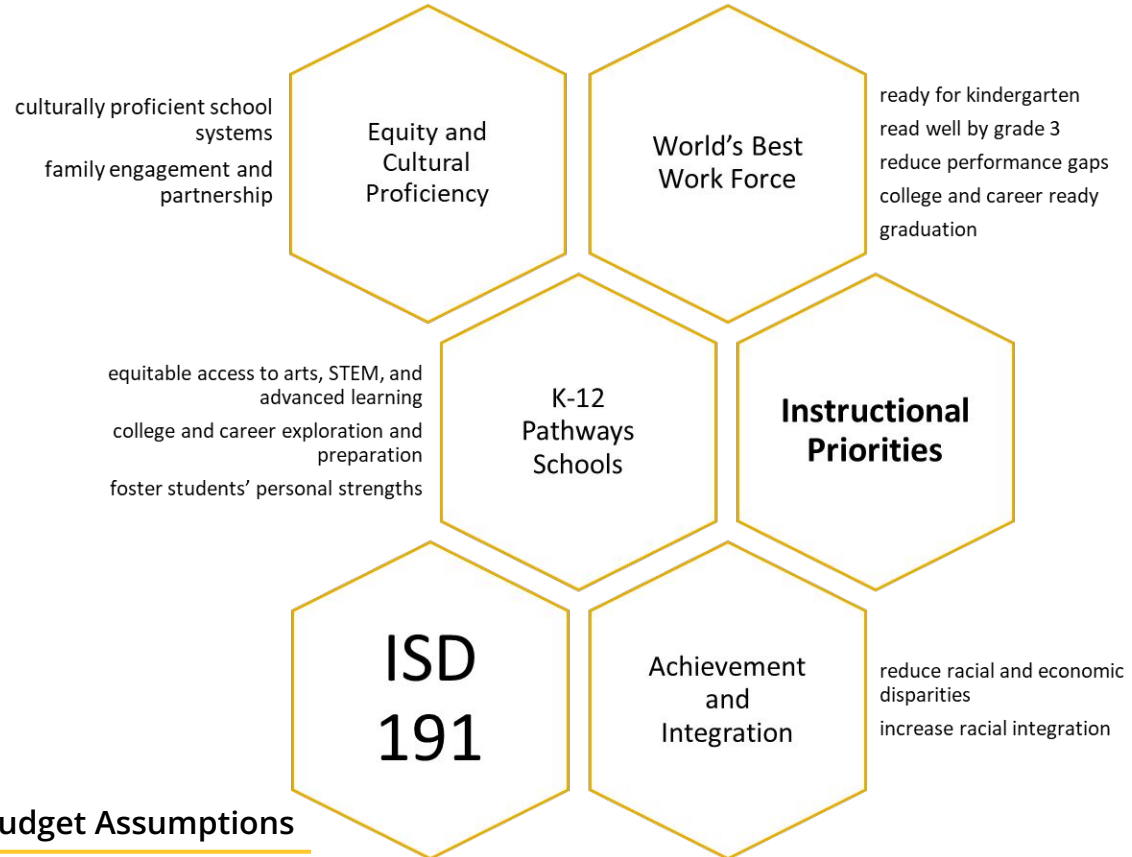 culturally proficient school
systems
family engagement and
partnership
Equity and
Cultural
Proficiency
World’s Best
Work Force
ready for kindergarten
read well by grade 3
reduce performance gaps
college and career ready
graduation
equitable access to arts, STEM, and
advanced learning
college and career exploration and
preparation
foster students’ personal strengths
K-12
Pathways
Schools
Instructional
Priorities
ISD
191
Achievement
and
Integration
reduce racial and economic
disparities
increase racial integration
udget Assumptions